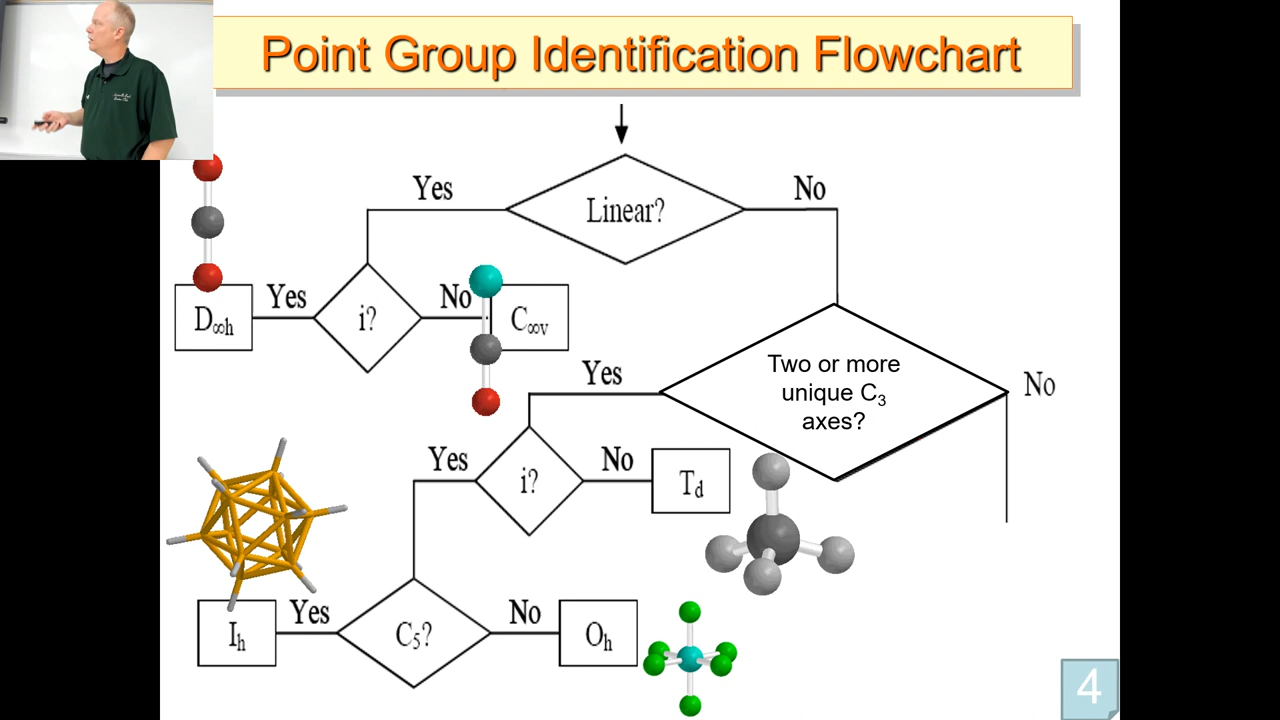 Point Group Identification Flowchart
Yes
Linear?
No
D∞h
Yes
i?
No
C∞v
Yes
Two or more
unique C₃
axes?
No
Yes
i?
No
Td
Ih
Yes
C₅?
No
Oh
4